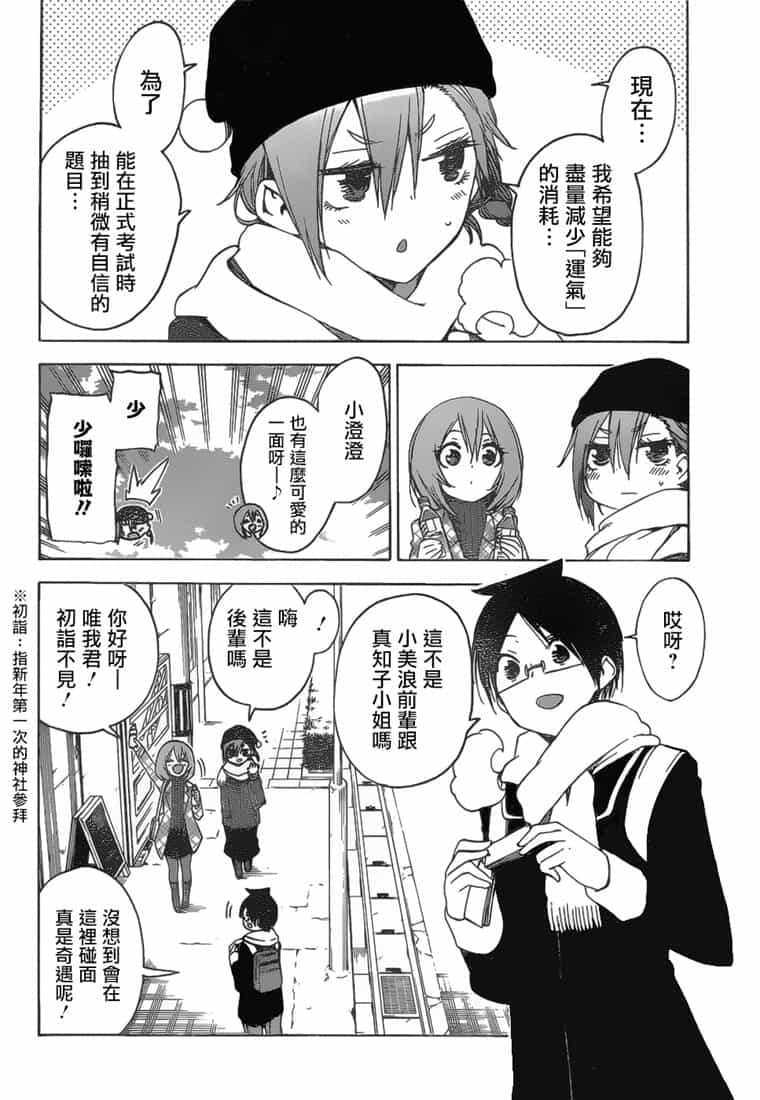 現在…
我希望能夠
盡量減少「運氣」
的消耗…
為了
能在正式考試時
抽到稍微有自信的
題目…
小澄澄
也有這麼可愛的
一面呀—♪
少
少囉嗦啦!!
哎呀?
這不是
小美浪前輩跟
真知子小姐嗎
!
嗨
這不是
後輩嗎
你好呀—
唯我君!
初詣不見!
沒想到會在
這裡碰面
真是奇遇呢!
※初詣：指新年第一次的神社參拜